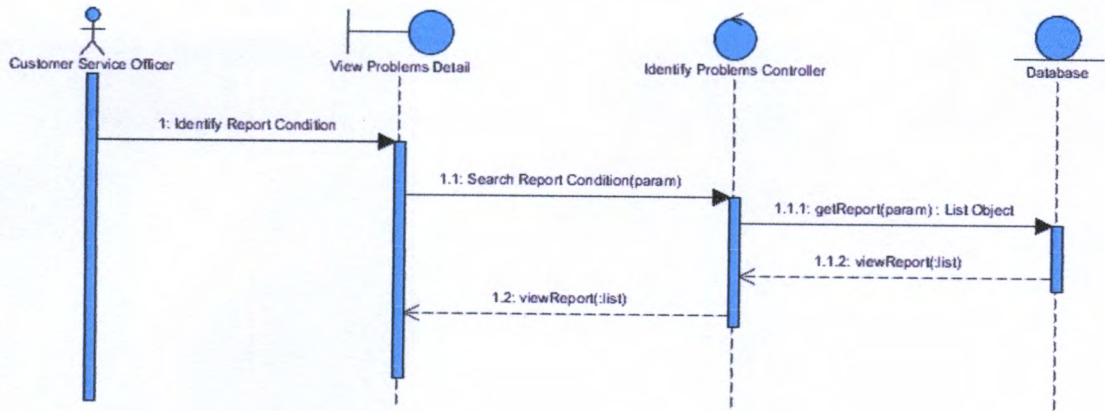 Customer Service Officer
View Problems Detail
Identify Problems Controller
Database
1: Identify Report Condition
1.1: Search Report Condition(param)
1.1.1: getReport(param) : List Object
1.1.2: viewReport(:list)
1.2: viewReport(:list)